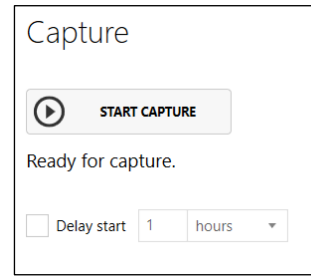 Capture
START CAPTURE
Ready for capture.
Delay start 1 hours